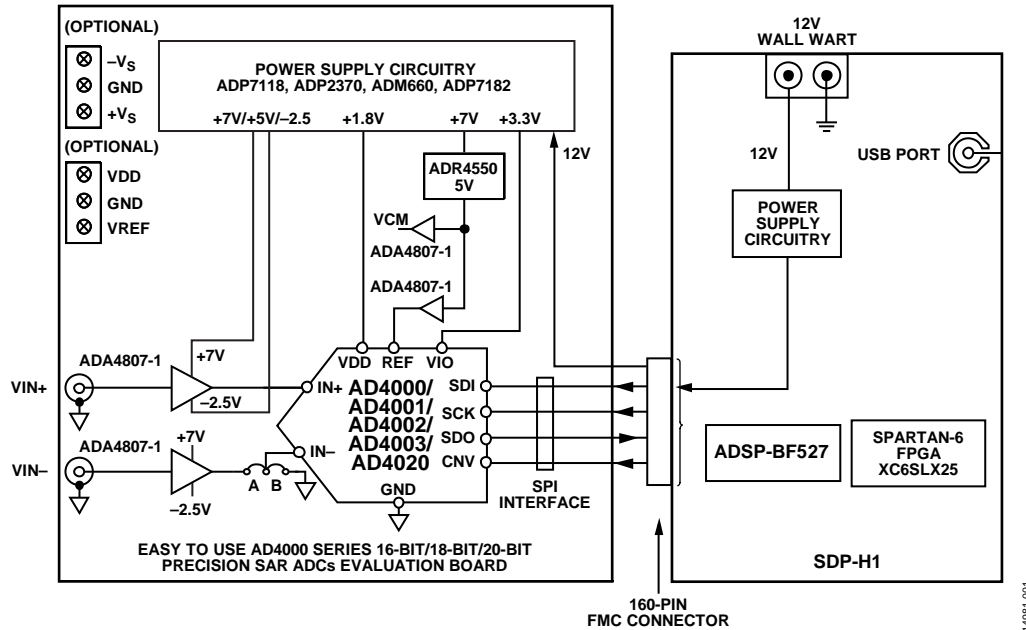 (OPTIONAL)
–VS
GND
+VS
(OPTIONAL)
VDD
GND
VREF
POWER SUPPLY CIRCUITRY
ADP7118, ADP2370, ADM660, ADP7182
+7V/+5V/–2.5
+1.8V
+7V
+3.3V
12V
ADR4550
5V
VCM
ADA4807-1
ADA4807-1
VDD
REF
VIO
VIN+
ADA4807-1
+7V
–2.5V
IN+
VIN–
ADA4807-1
+7V
–2.5V
A
B
IN–
AD4000/
AD4001/
AD4002/
AD4003/
AD4020
SDI
SCK
SDO
CNV
GND
SPI
INTERFACE
EASY TO USE AD4000 SERIES 16-BIT/18-BIT/20-BIT
PRECISION SAR ADCs EVALUATION BOARD
12V
WALL WART
12V
USB PORT
POWER
SUPPLY
CIRCUITRY
ADSP-BF527
SPARTAN-6
FPGA
XC6SLX25
SDP-H1
160-PIN
FMC CONNECTOR
14981-001